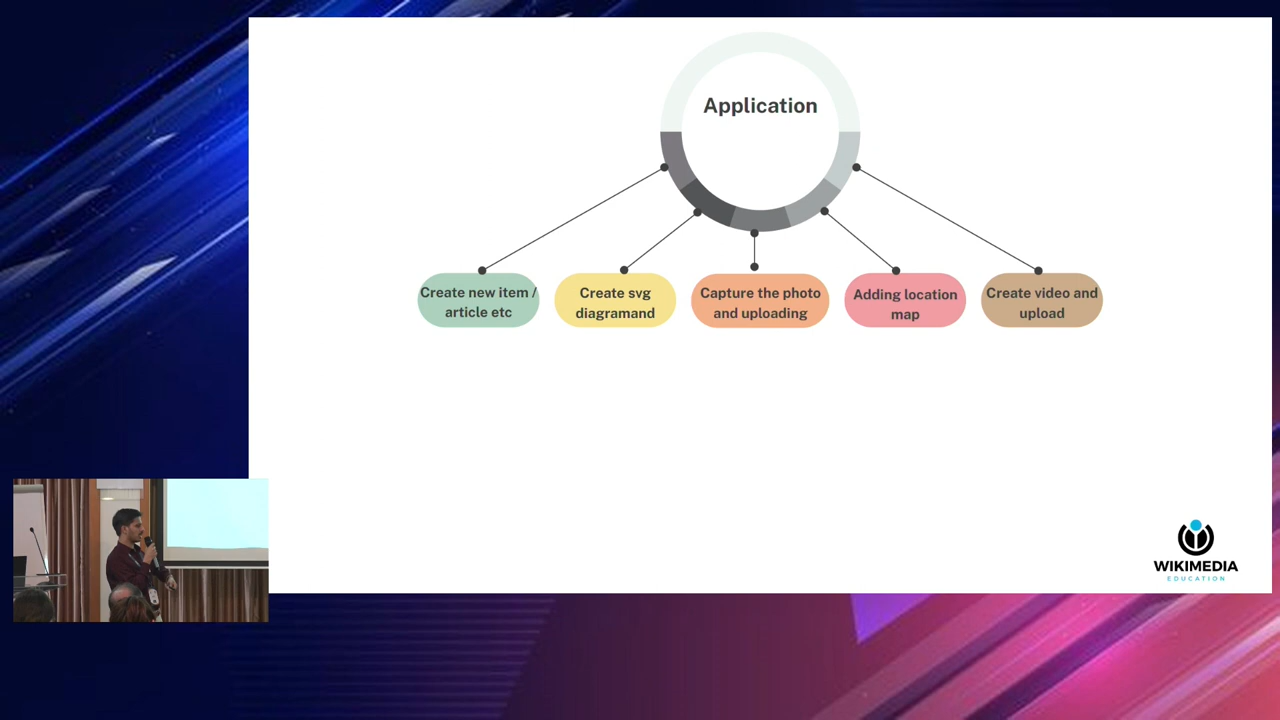 Application
Create new item /
article etc
Create svg
diagramand
Capture the photo
and uploading
Adding location
map
Create video and
upload
WIKIMEDIA
EDUCATION